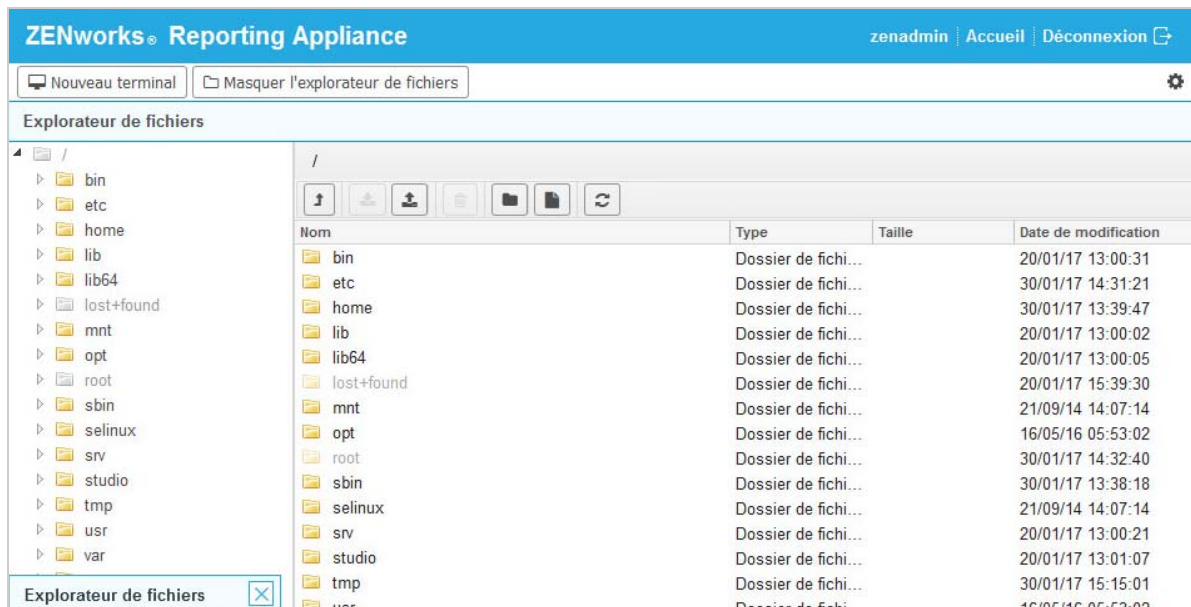 ZENworks® Reporting Appliance
zenadmin Accueil Déconnexion
Nouveau terminal Masquer l'explorateur de fichiers
Explorateur de fichiers
/
bin
etc
home
lib
lib64
lost+found
mnt
opt
root
sbin
selinux
srv
studio
tmp
usr
var
Explorateur de fichiers
/
Nom Type Taille Date de modification
bin Dossier de fichi... 20/01/17 13:00:31
etc Dossier de fichi... 30/01/17 14:31:21
home Dossier de fichi... 30/01/17 13:39:47
lib Dossier de fichi... 20/01/17 13:00:02
lib64 Dossier de fichi... 20/01/17 13:00:05
lost+found Dossier de fichi... 20/01/17 15:39:30
mnt Dossier de fichi... 21/09/14 14:07:14
opt Dossier de fichi... 16/05/16 05:53:02
root Dossier de fichi... 30/01/17 14:32:40
sbin Dossier de fichi... 30/01/17 13:38:18
selinux Dossier de fichi... 21/09/14 14:07:14
srv Dossier de fichi... 20/01/17 13:00:21
studio Dossier de fichi... 20/01/17 13:01:07
tmp Dossier de fichi... 30/01/17 15:15:01